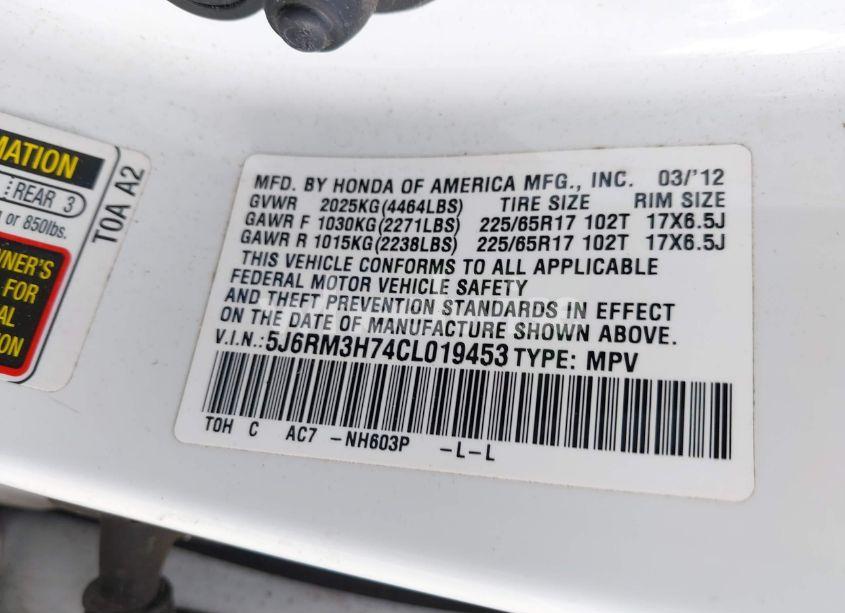 MATION
REAR 3
or 850lbs.
WNER'S
FOR
AL
TION
T0A A2
MFD. BY HONDA OF AMERICA MFG., INC. 03/'12
GVWR 2025KG(4464LBS) TIRE SIZE RIM SIZE
GAWR F 1030KG(2271LBS) 225/65R17 102T 17X6.5J
GAWR R 1015KG(2238LBS) 225/65R17 102T 17X6.5J
THIS VEHICLE CONFORMS TO ALL APPLICABLE
FEDERAL MOTOR VEHICLE SAFETY
AND THEFT PREVENTION STANDARDS IN EFFECT
ON THE DATE OF MANUFACTURE SHOWN ABOVE.
V.I.N.: 5J6RM3H74CL019453 TYPE: MPV
T0H C AC7 -NH603P -L-L